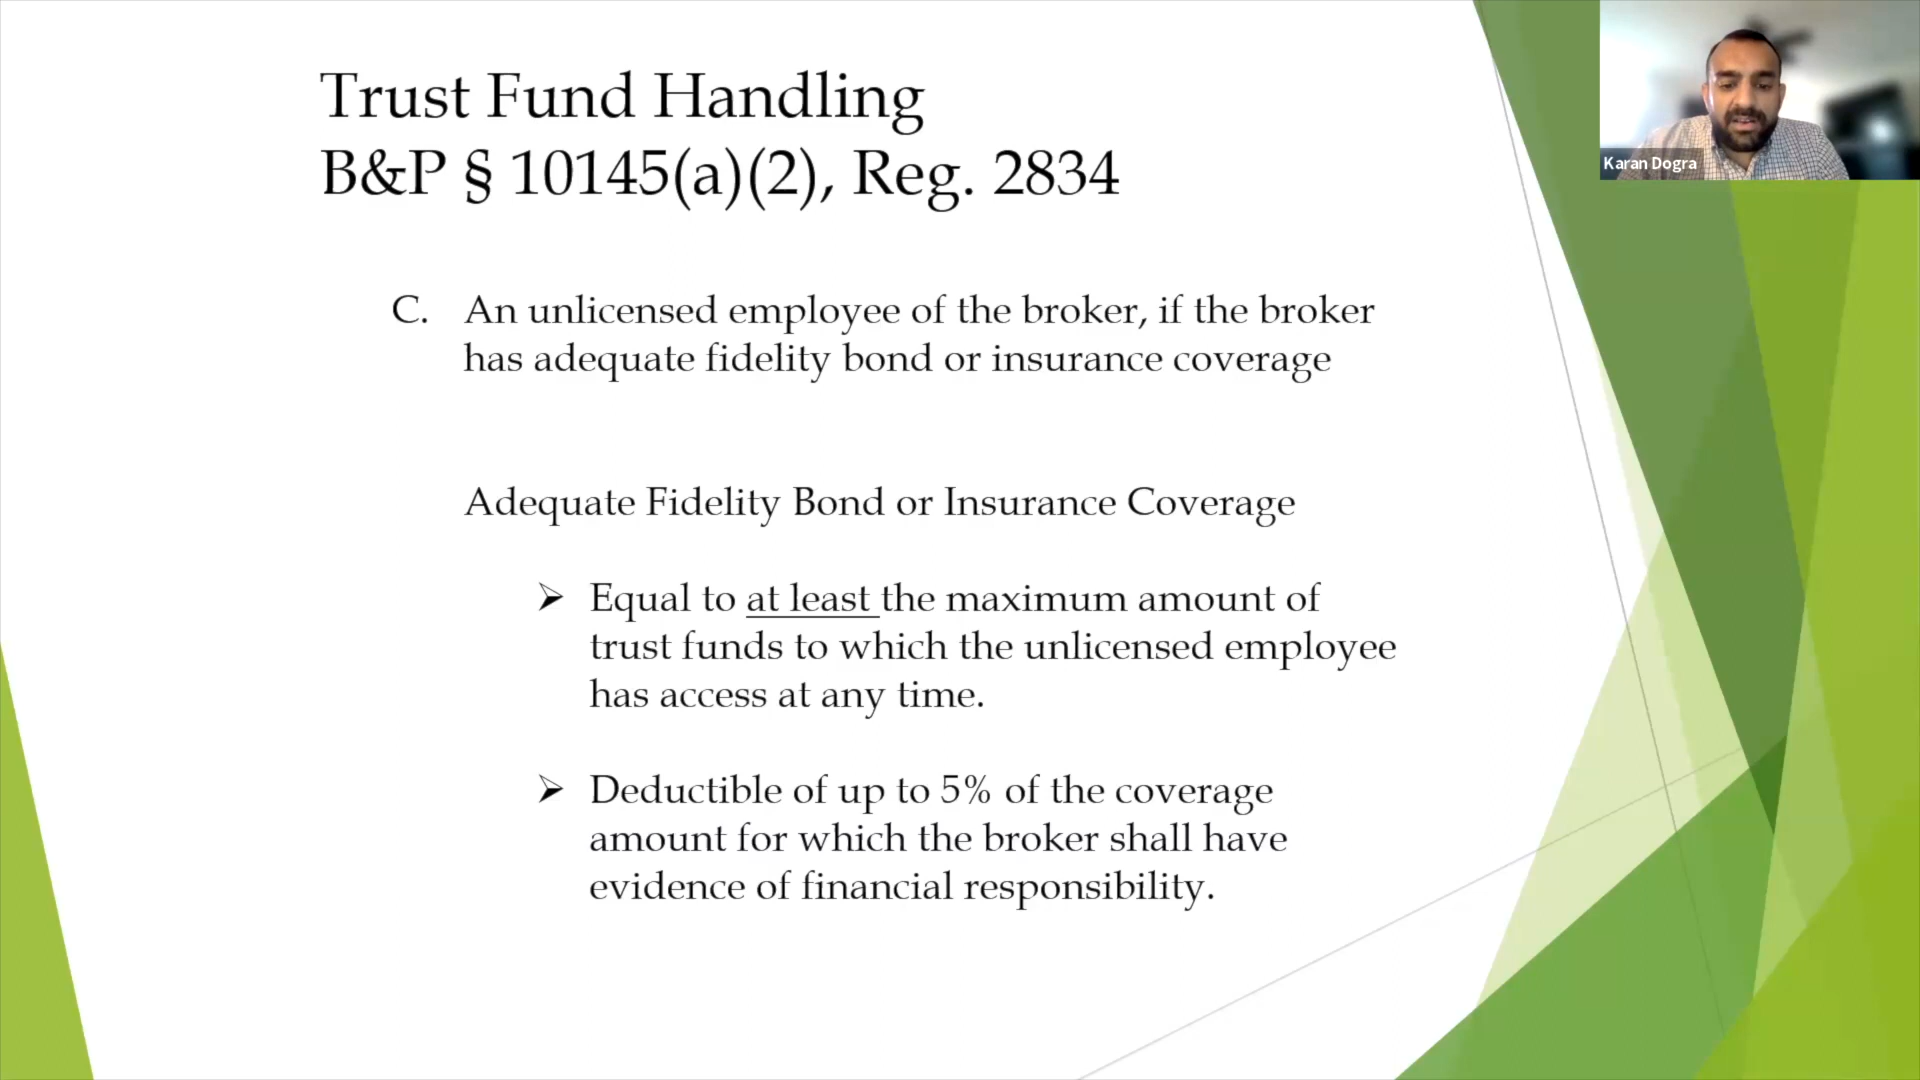 Trust Fund Handling
B&P § 10145(a)(2), Reg. 2834
Karan Dogra
C. An unlicensed employee of the broker, if the broker
has adequate fidelity bond or insurance coverage
Adequate Fidelity Bond or Insurance Coverage
➢ Equal to at least the maximum amount of
trust funds to which the unlicensed employee
has access at any time.
➢ Deductible of up to 5% of the coverage
amount for which the broker shall have
evidence of financial responsibility.